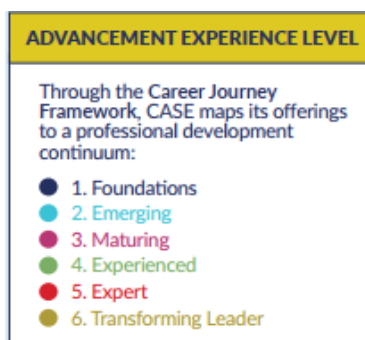 ADVANCEMENT EXPERIENCE LEVEL
Through the Career Journey
Framework, CASE maps its offerings
to a professional development
continuum:
1. Foundations
2. Emerging
3. Maturing
4. Experienced
5. Expert
6. Transforming Leader